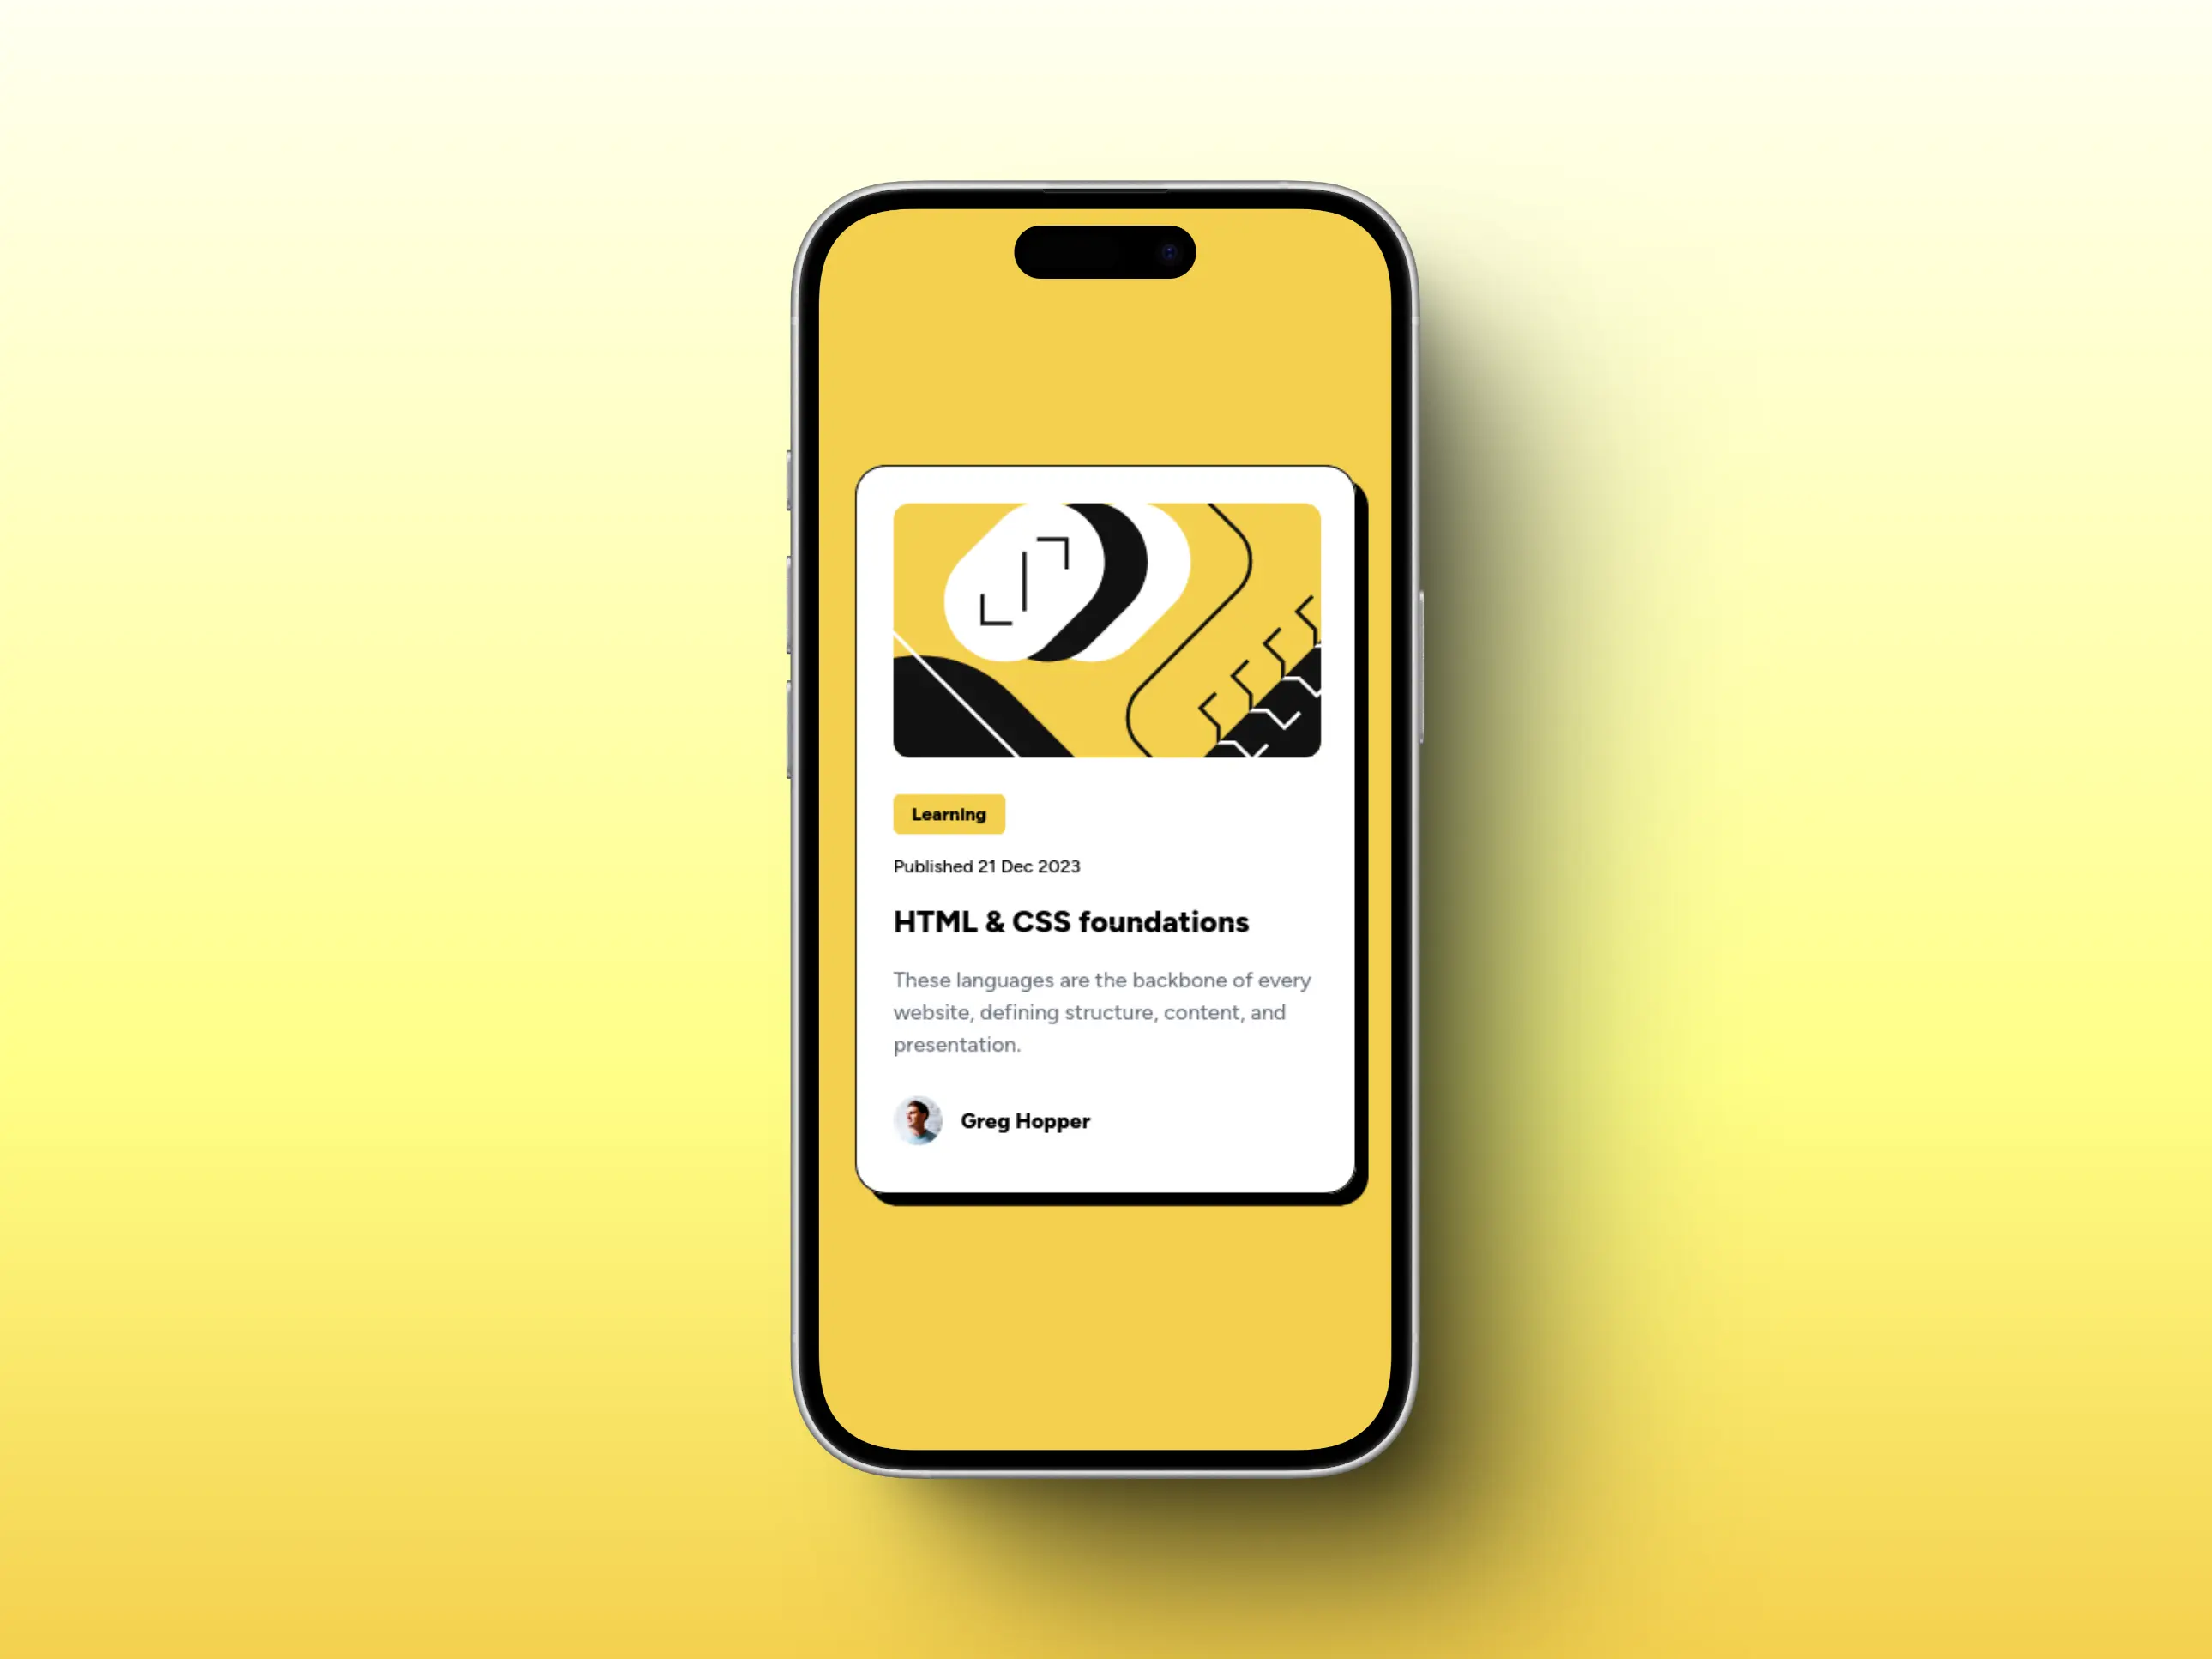 Learning
Published 21 Dec 2023
HTML & CSS foundations
These languages are the backbone of every
website, defining structure, content, and
presentation.
Greg Hopper